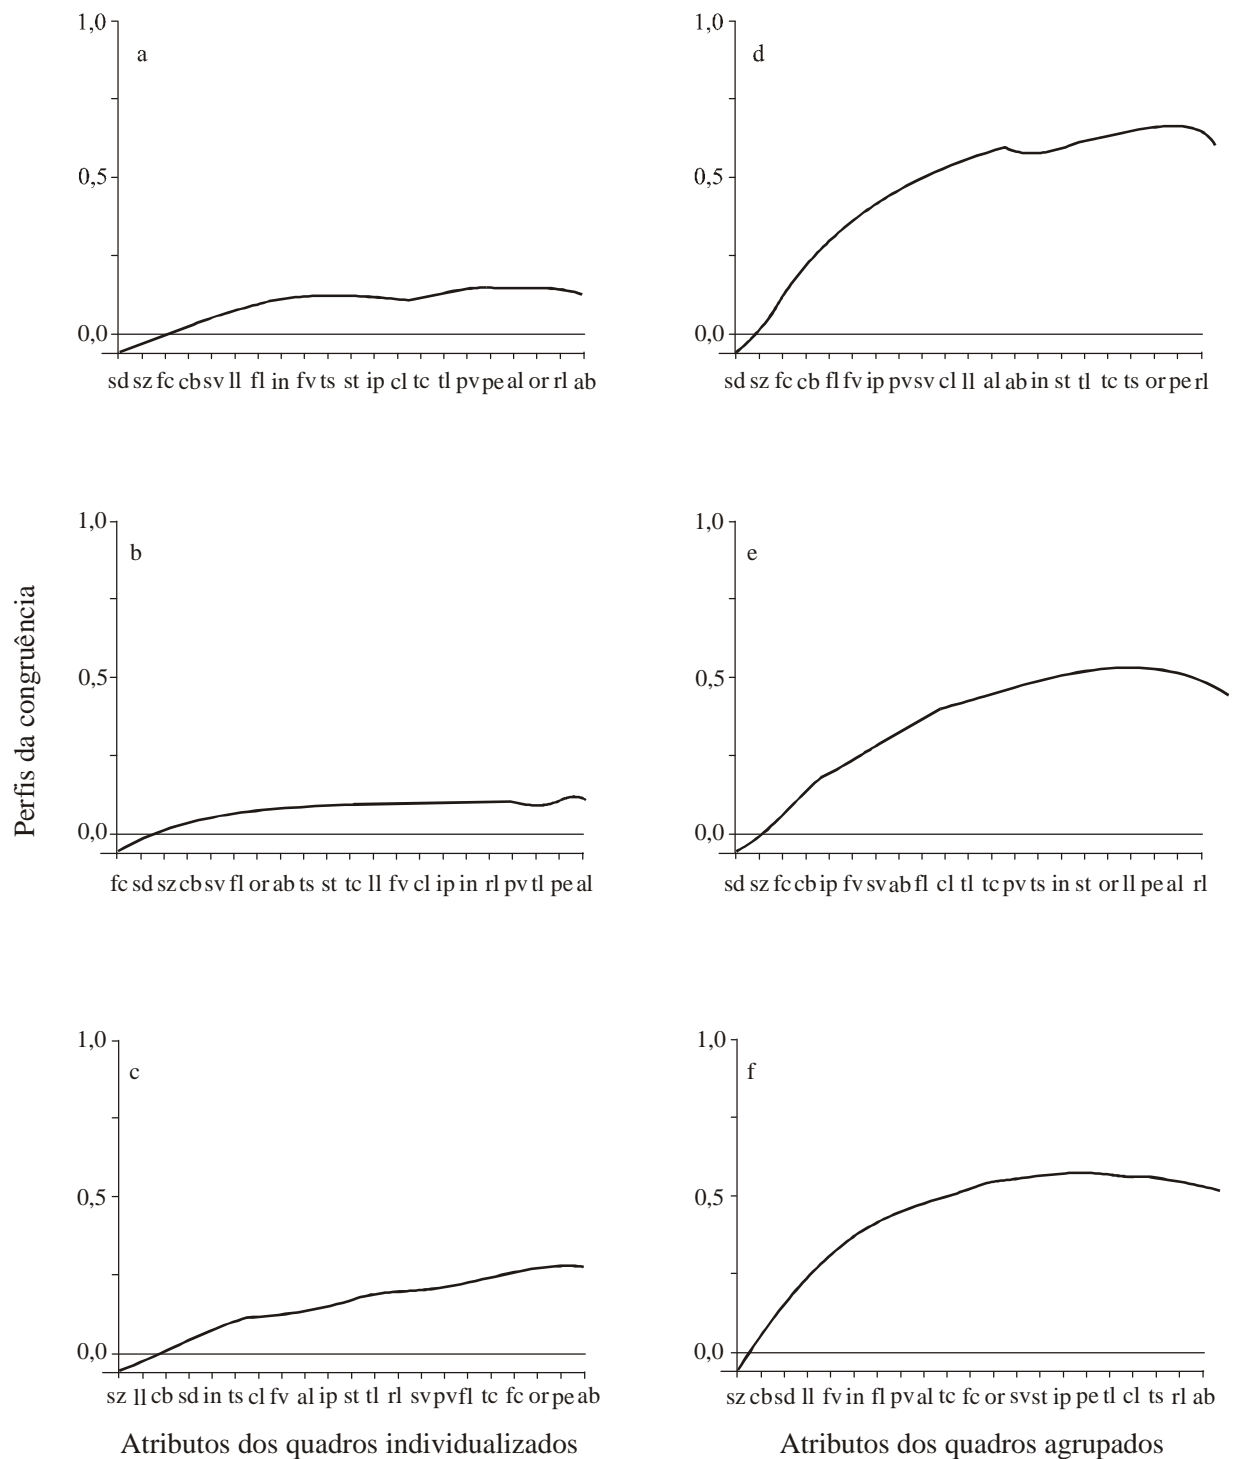 1,0
a
0,5
0,0
sd sz fc cb sv ll fl in fv ts st ip cl tc tl pv pe al or rl ab
1,0
d
0,5
0,0
sd sz fc cb fl fv ip pv sv cl ll al ab in st tl tc ts or pe rl
Perfis da congruência
1,0
b
0,5
0,0
fc sd sz cb sv fl or ab ts st tc ll fv cl ip in rl pv tl pe al
1,0
e
0,5
0,0
sd sz fc cb ip fv sv ab fl cl tl tc pv ts in st or ll pe al rl
1,0
c
0,5
0,0
sz ll cb sd in ts cl fv al ip st tl rl sv pv fl tc fc or pe ab
Atributos dos quadros individualizados
1,0
f
0,5
0,0
sz cb sd ll fv in fl pv al tc fc or sv st ip pe tl cl ts rl ab
Atributos dos quadros agrupados